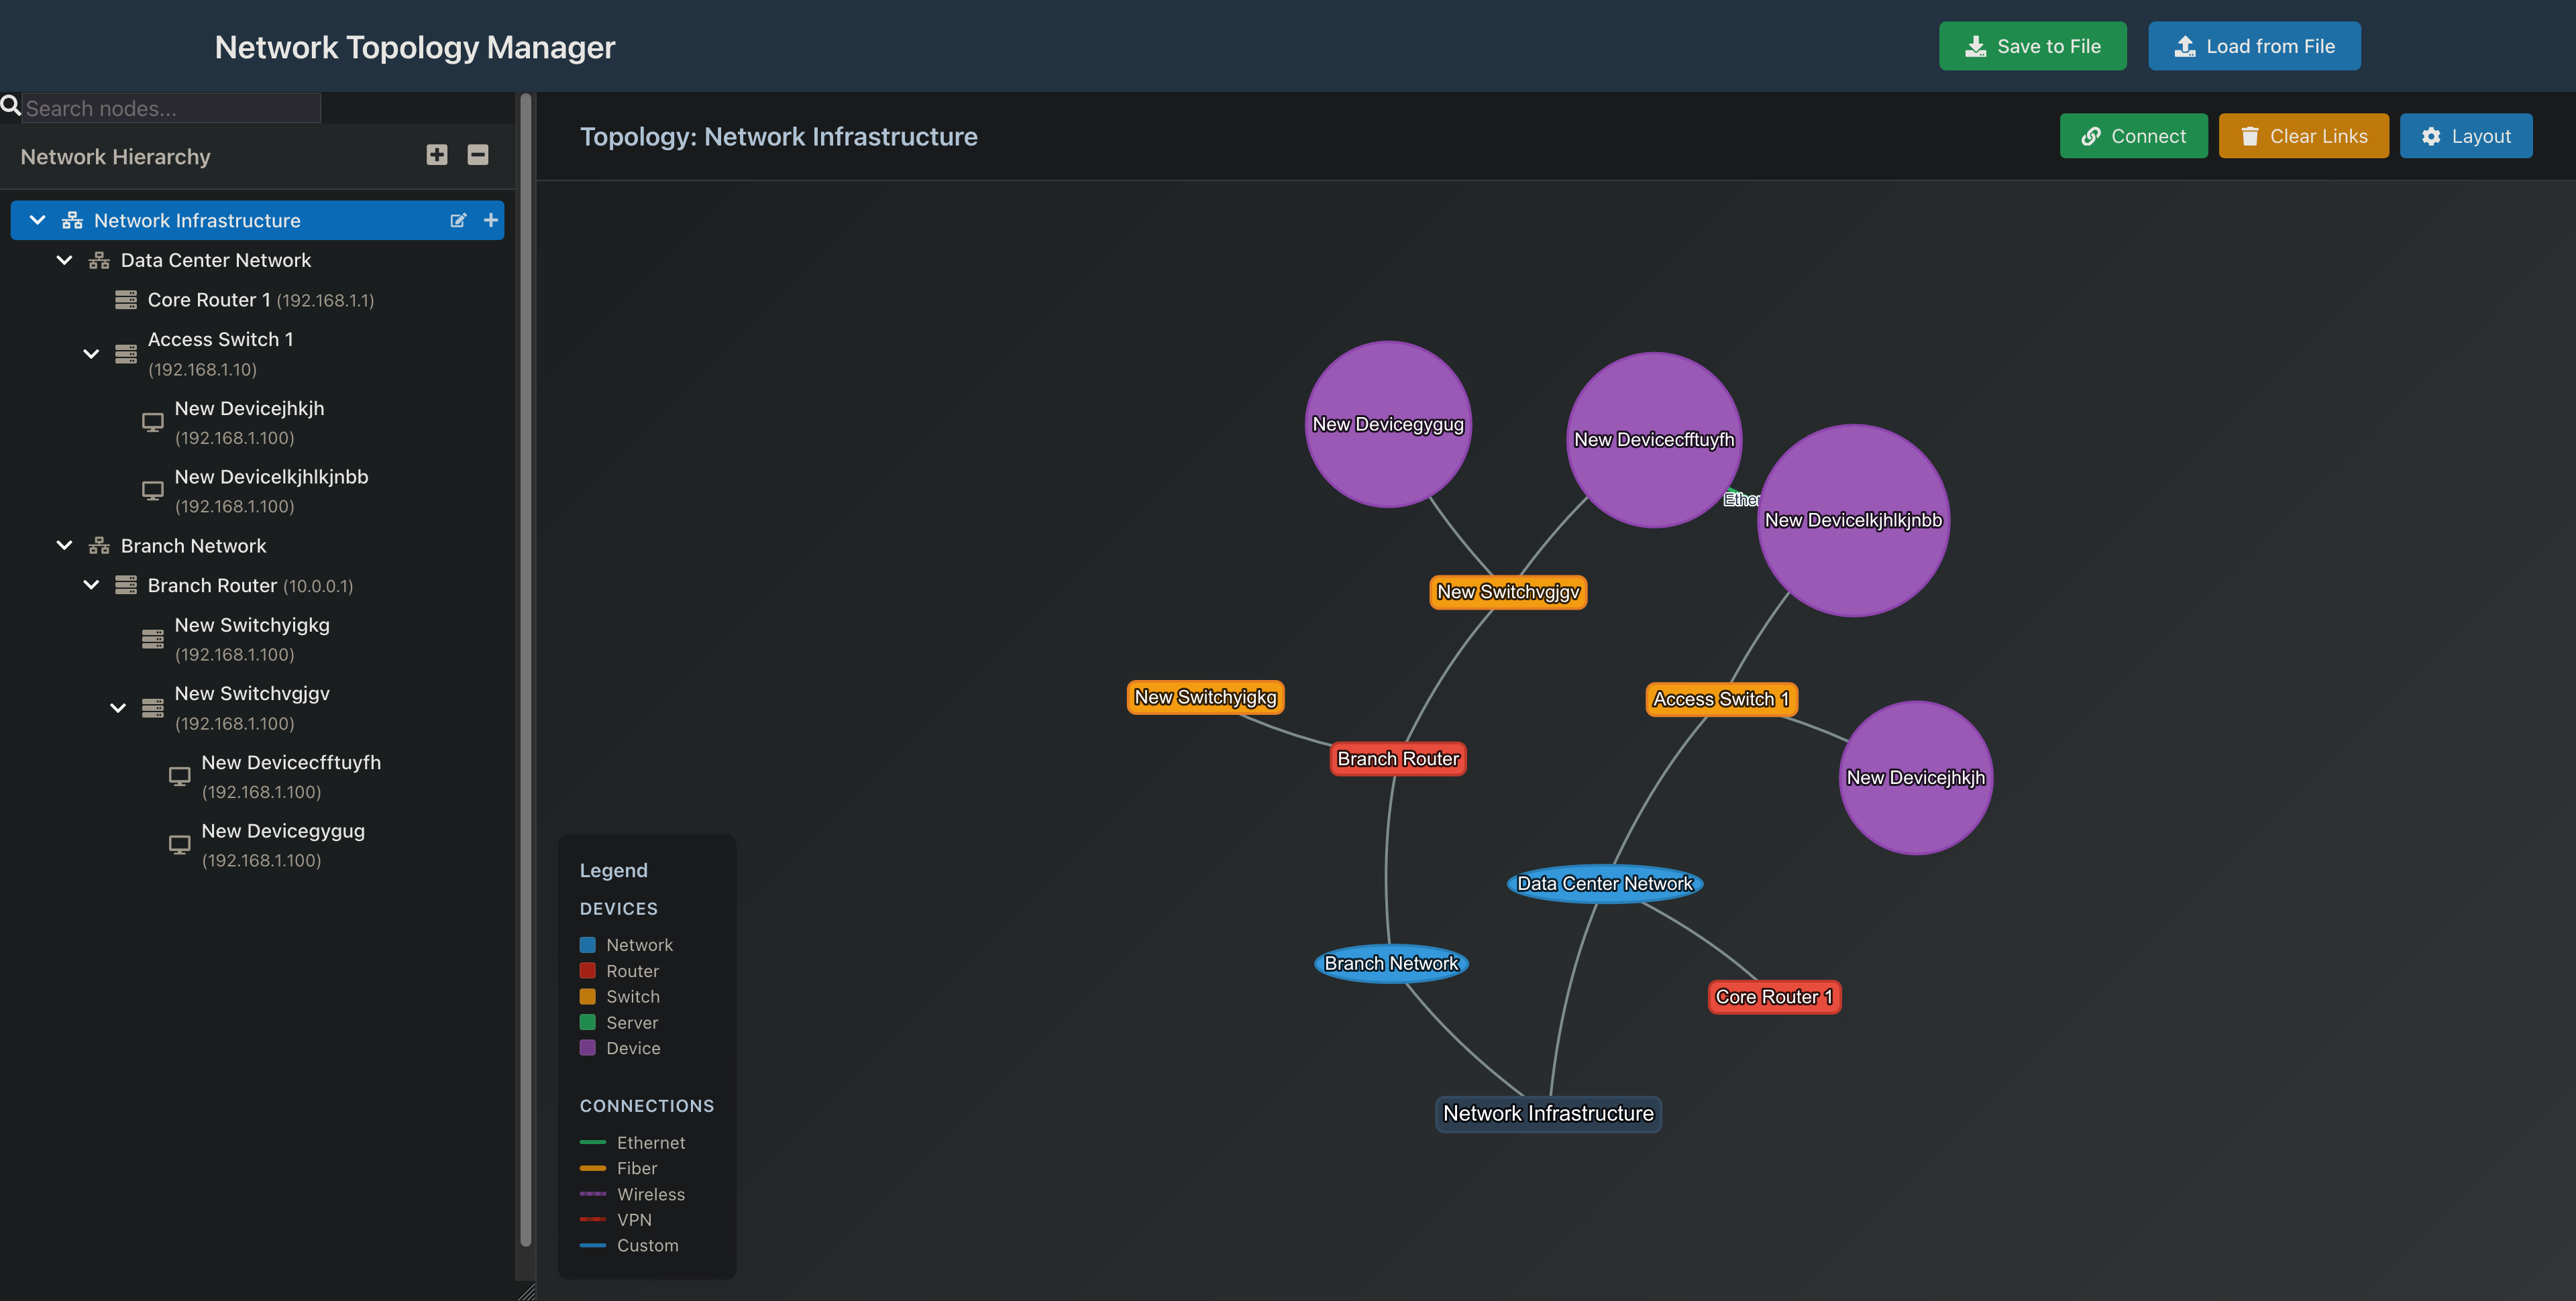 Network Topology Manager
Save to File
Load from File
Search nodes...
Network Hierarchy
Network Infrastructure
Data Center Network
Core Router 1 (192.168.1.1)
Access Switch 1
(192.168.1.10)
New Devicejhkjh
(192.168.1.100)
New Devicelkjhlkjnbb
(192.168.1.100)
Branch Network
Branch Router (10.0.0.1)
New Switchyigkg
(192.168.1.100)
New Switchvgjgv
(192.168.1.100)
New Devicecfftuyfh
(192.168.1.100)
New Devicegygug
(192.168.1.100)
Topology: Network Infrastructure
Connect
Clear Links
Layout
New Devicegygug
New Devicecfftuyfh
Ether
New Devicelkjhlkjnbb
New Switchvgjgv
New Switchyigkg
Access Switch 1
Branch Router
New Devicejhkjh
Data Center Network
Branch Network
Core Router 1
Network Infrastructure
Legend
DEVICES
Network
Router
Switch
Server
Device
CONNECTIONS
Ethernet
Fiber
Wireless
VPN
Custom